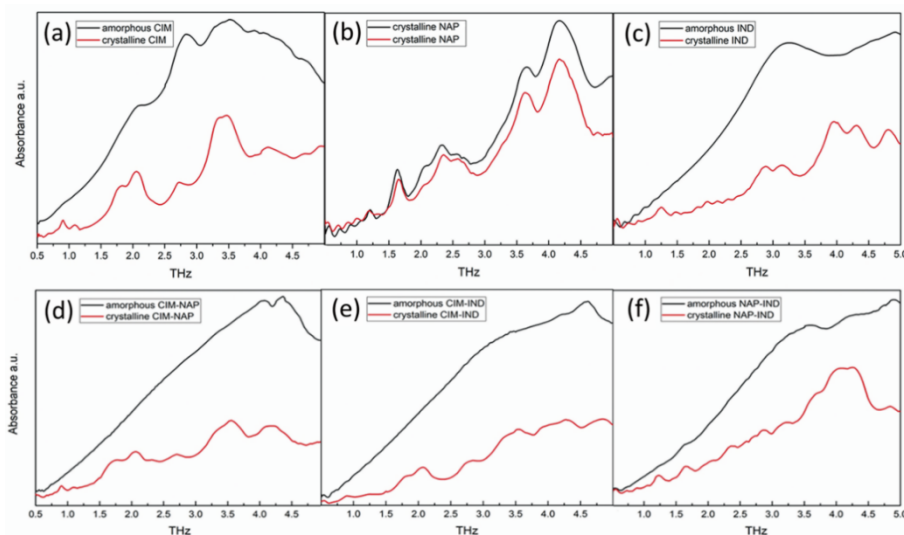 (a)
amorphous CIM
crystalline CIM
Absorbance a.u.
0.5 1.0 1.5 2.0 2.5 3.0 3.5 4.0 4.5
THz
(b)
crystalline NAP
crystalline NAP
1.0 1.5 2.0 2.5 3.0 3.5 4.0 4.5
THz
(c)
amorphous IND
crystalline IND
1.0 1.5 2.0 2.5 3.0 3.5 4.0 4.5 5.0
THz
(d)
amorphous CIM-NAP
crystalline CIM-NAP
Absorbance a.u.
0.5 1.0 1.5 2.0 2.5 3.0 3.5 4.0 4.5
THz
(e)
amorphous CIM-IND
crystalline CIM-IND
1.0 1.5 2.0 2.5 3.0 3.5 4.0 4.5
THz
(f)
amorphous NAP-IND
crystalline NAP-IND
1.0 1.5 2.0 2.5 3.0 3.5 4.0 4.5 5.0
THz